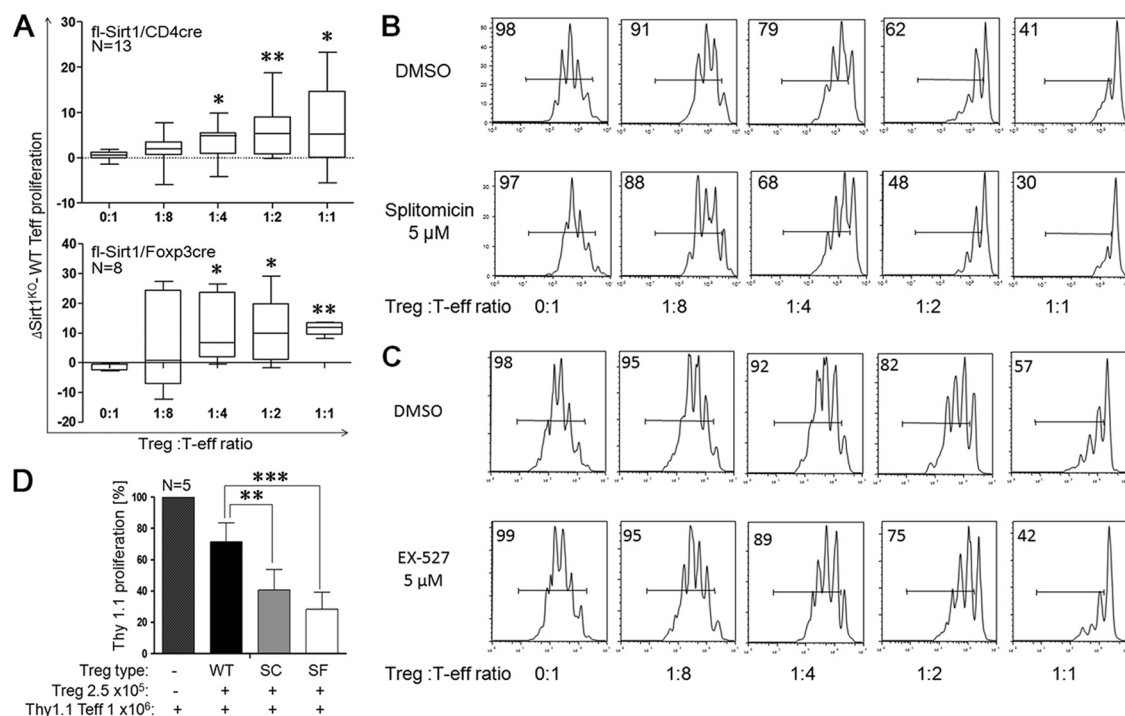 A
fl-Sirt1/CD4cre
N=13
ΔSirt1KO-WT Teff proliferation
30
20
10
0
-10
* ** *
0:1 1:8 1:4 1:2 1:1
fl-Sirt1/Foxp3cre
N=8
40
30
20
10
0
-10
-20
* * **
0:1 1:8 1:4 1:2 1:1
Treg :T-eff ratio
B
DMSO
98 91 79 62 41
Splitomicin
5 µM
97 88 68 48 30
Treg :T-eff ratio 0:1 1:8 1:4 1:2 1:1
C
DMSO
98 95 92 82 57
EX-527
5 µM
99 95 89 75 42
Treg :T-eff ratio 0:1 1:8 1:4 1:2 1:1
D
N=5
***
**
Thy 1.1 proliferation [%]
100
80
60
40
20
0
Treg type: - WT SC SF
Treg 2.5 x10⁵: - + + +
Thy1.1 Teff 1 x10⁶: + + + +